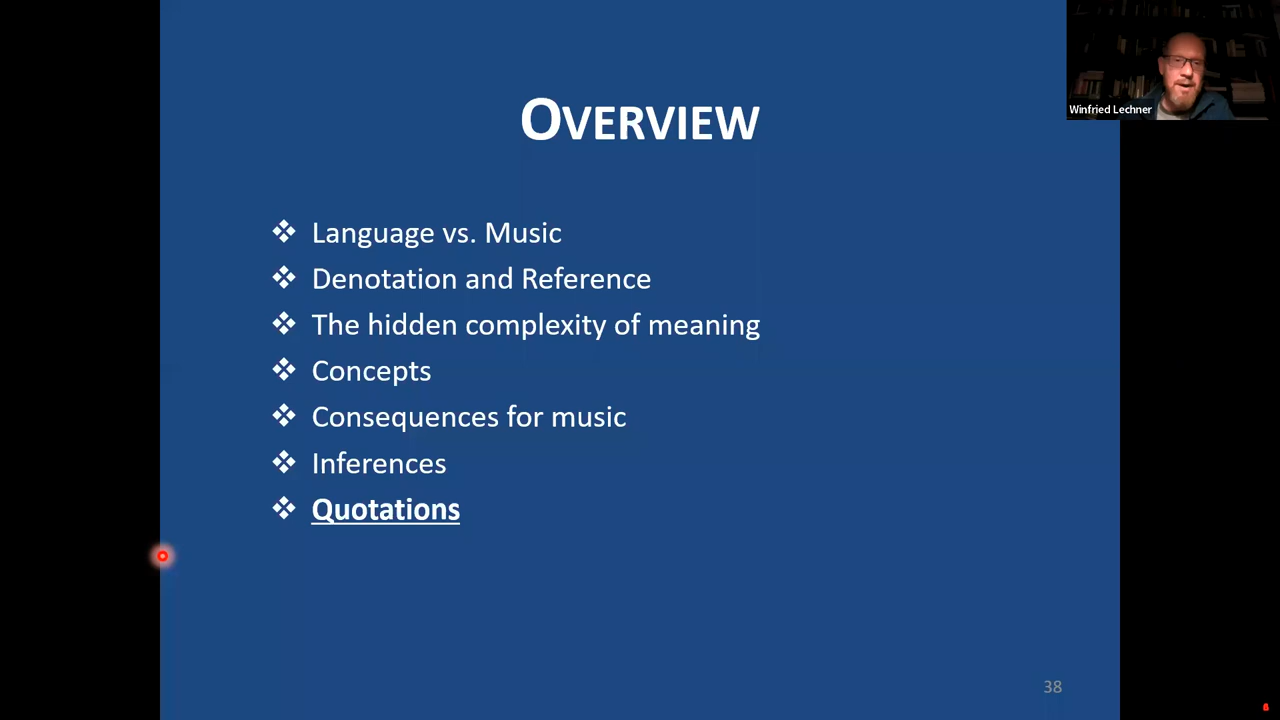 OVERVIEW
Language vs. Music
Denotation and Reference
The hidden complexity of meaning
Concepts
Consequences for music
Inferences
Quotations
38
Winfried Lechner